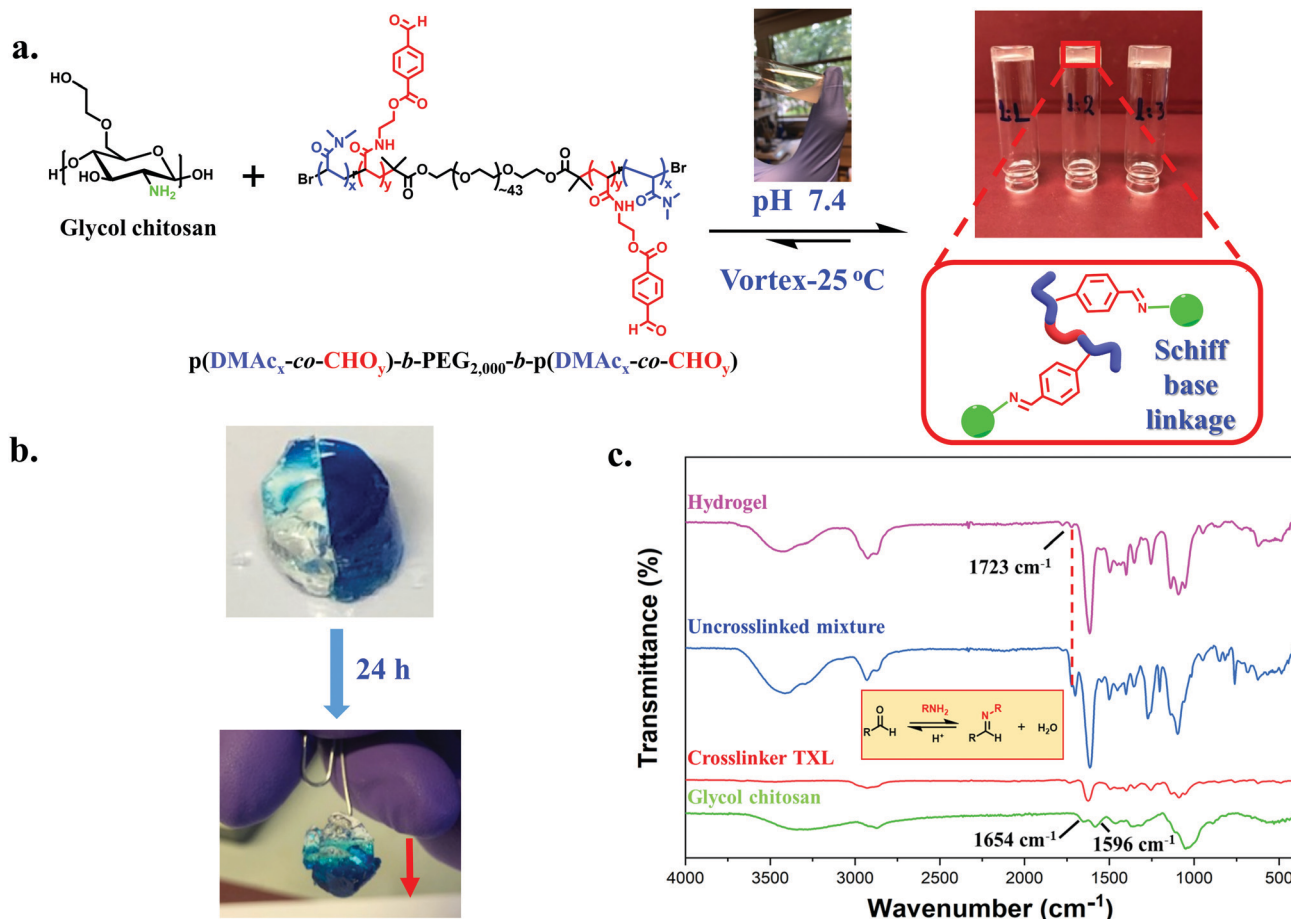 a.
HO
O
H
O
HO
O
NH₂
OH
Glycol chitosan
+
O
H
O
O
HN
O
N
O
Br
x
y
O
O
O
O
~43
O
O
O
O
y
x
Br
O
N
O
NH
O
O
H
O
p(DMAcₓ-co-CHOᵧ)-b-PEG₂,₀₀₀-b-p(DMAcₓ-co-CHOᵧ)
pH 7.4
Vortex-25 °C
1:1
1:2
1:3
N
N
Schiff
base
linkage
b.
24 h
c.
Hydrogel
1723 cm⁻¹
Uncrosslinked mixture
O
R
H
RNH₂
H⁺
N
R
R
H
+
H₂O
Crosslinker TXL
Glycol chitosan
1654 cm⁻¹
1596 cm⁻¹
Transmittance (%)
4000 3500 3000 2500 2000 1500 1000 500
Wavenumber (cm⁻¹)